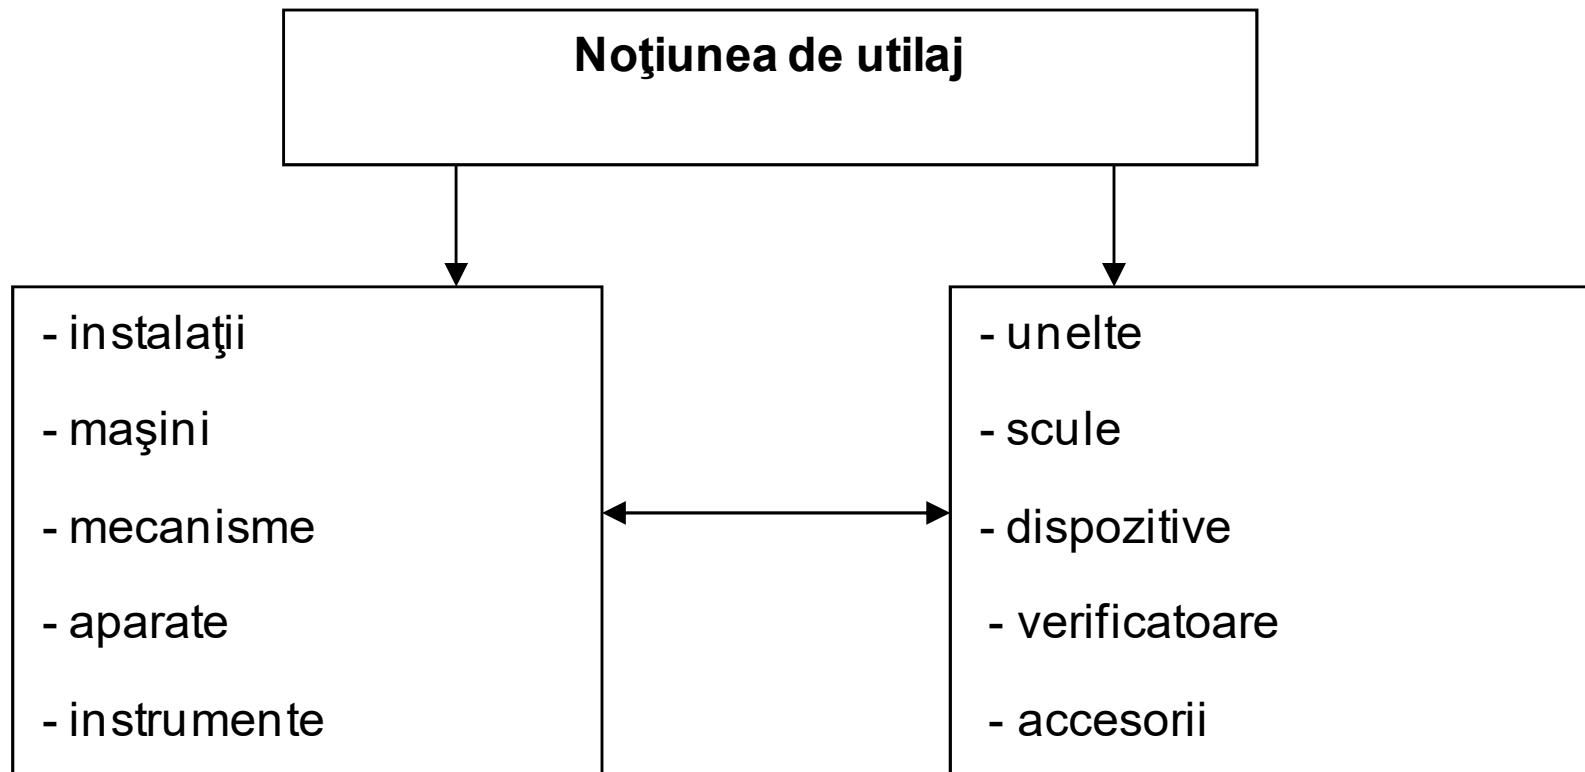 Noţiunea de utilaj
- instalaţii
- maşini
- mecanisme
- aparate
- instrumente
- unelte
- scule
- dispozitive
- verificatoare
- accesorii